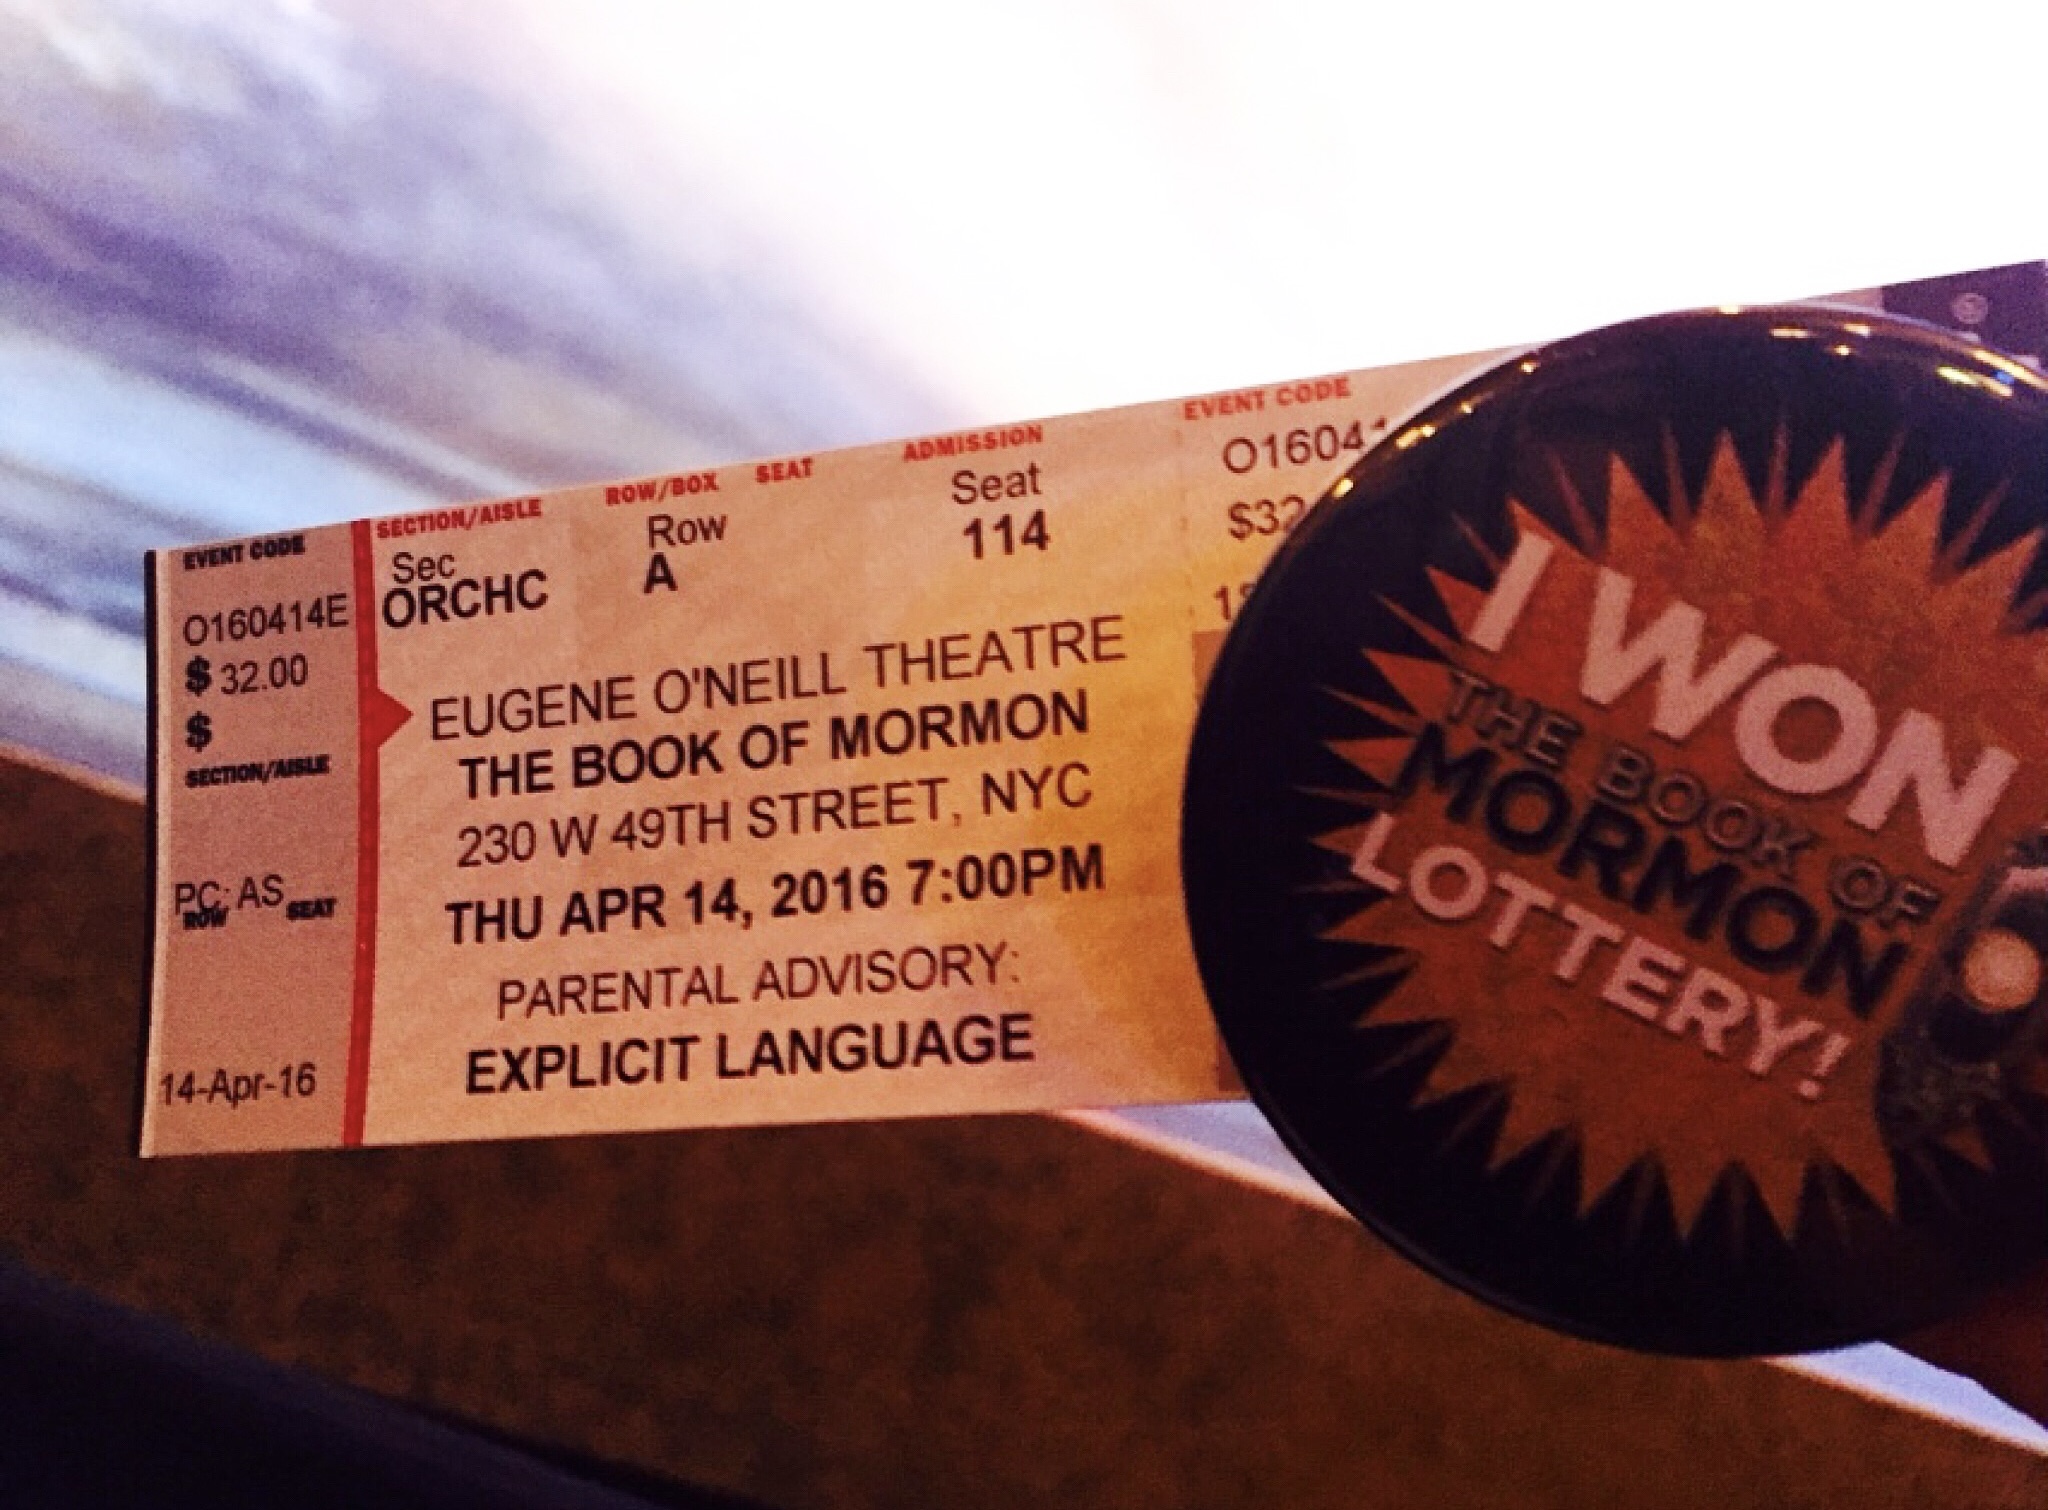 EVENT CODE
O160414E
$ 32.00
$
SECTION/AISLE
PC: AS
ROW SEAT
14-Apr-16
SECTION/AISLE ROW/BOX SEAT ADMISSION
Sec Row Seat
ORCHC A 114
EUGENE O'NEILL THEATRE
THE BOOK OF MORMON
230 W 49TH STREET, NYC
THU APR 14, 2016 7:00PM
PARENTAL ADVISORY:
EXPLICIT LANGUAGE
EVENT CODE
O1604
$32
I WON
THE BOOK OF
MORMON
LOTTERY!